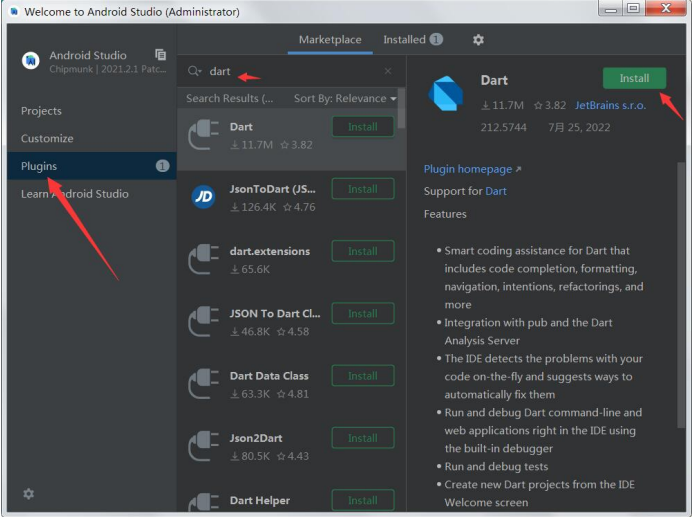 Welcome to Android Studio (Administrator)
Android Studio
Chipmunk | 2021.2.1 Patc...
Projects
Customize
Plugins
1
Learn Android Studio
Marketplace
Installed 1
dart
Search Results (...
Sort By: Relevance
Dart
11.7M 3.82
Install
JsonToDart (JS...
126.4K 4.76
Install
JD
dart.extensions
65.6K
Install
JSON To Dart Cl...
46.8K 4.58
Install
Dart Data Class
63.3K 4.81
Install
Json2Dart
80.5K 4.43
Install
Dart Helper
Install
Dart
Install
11.7M 3.82 JetBrains s.r.o.
212.5744 7月 25, 2022
Plugin homepage ↗
Support for Dart
Features
• Smart coding assistance for Dart that
includes code completion, formatting,
navigation, intentions, refactorings, and
more
• Integration with pub and the Dart
Analysis Server
• The IDE detects the problems with your
code on-the-fly and suggests ways to
automatically fix them
• Run and debug Dart command-line and
web applications right in the IDE using
the built-in debugger
• Run and debug tests
• Create new Dart projects from the IDE
Welcome screen